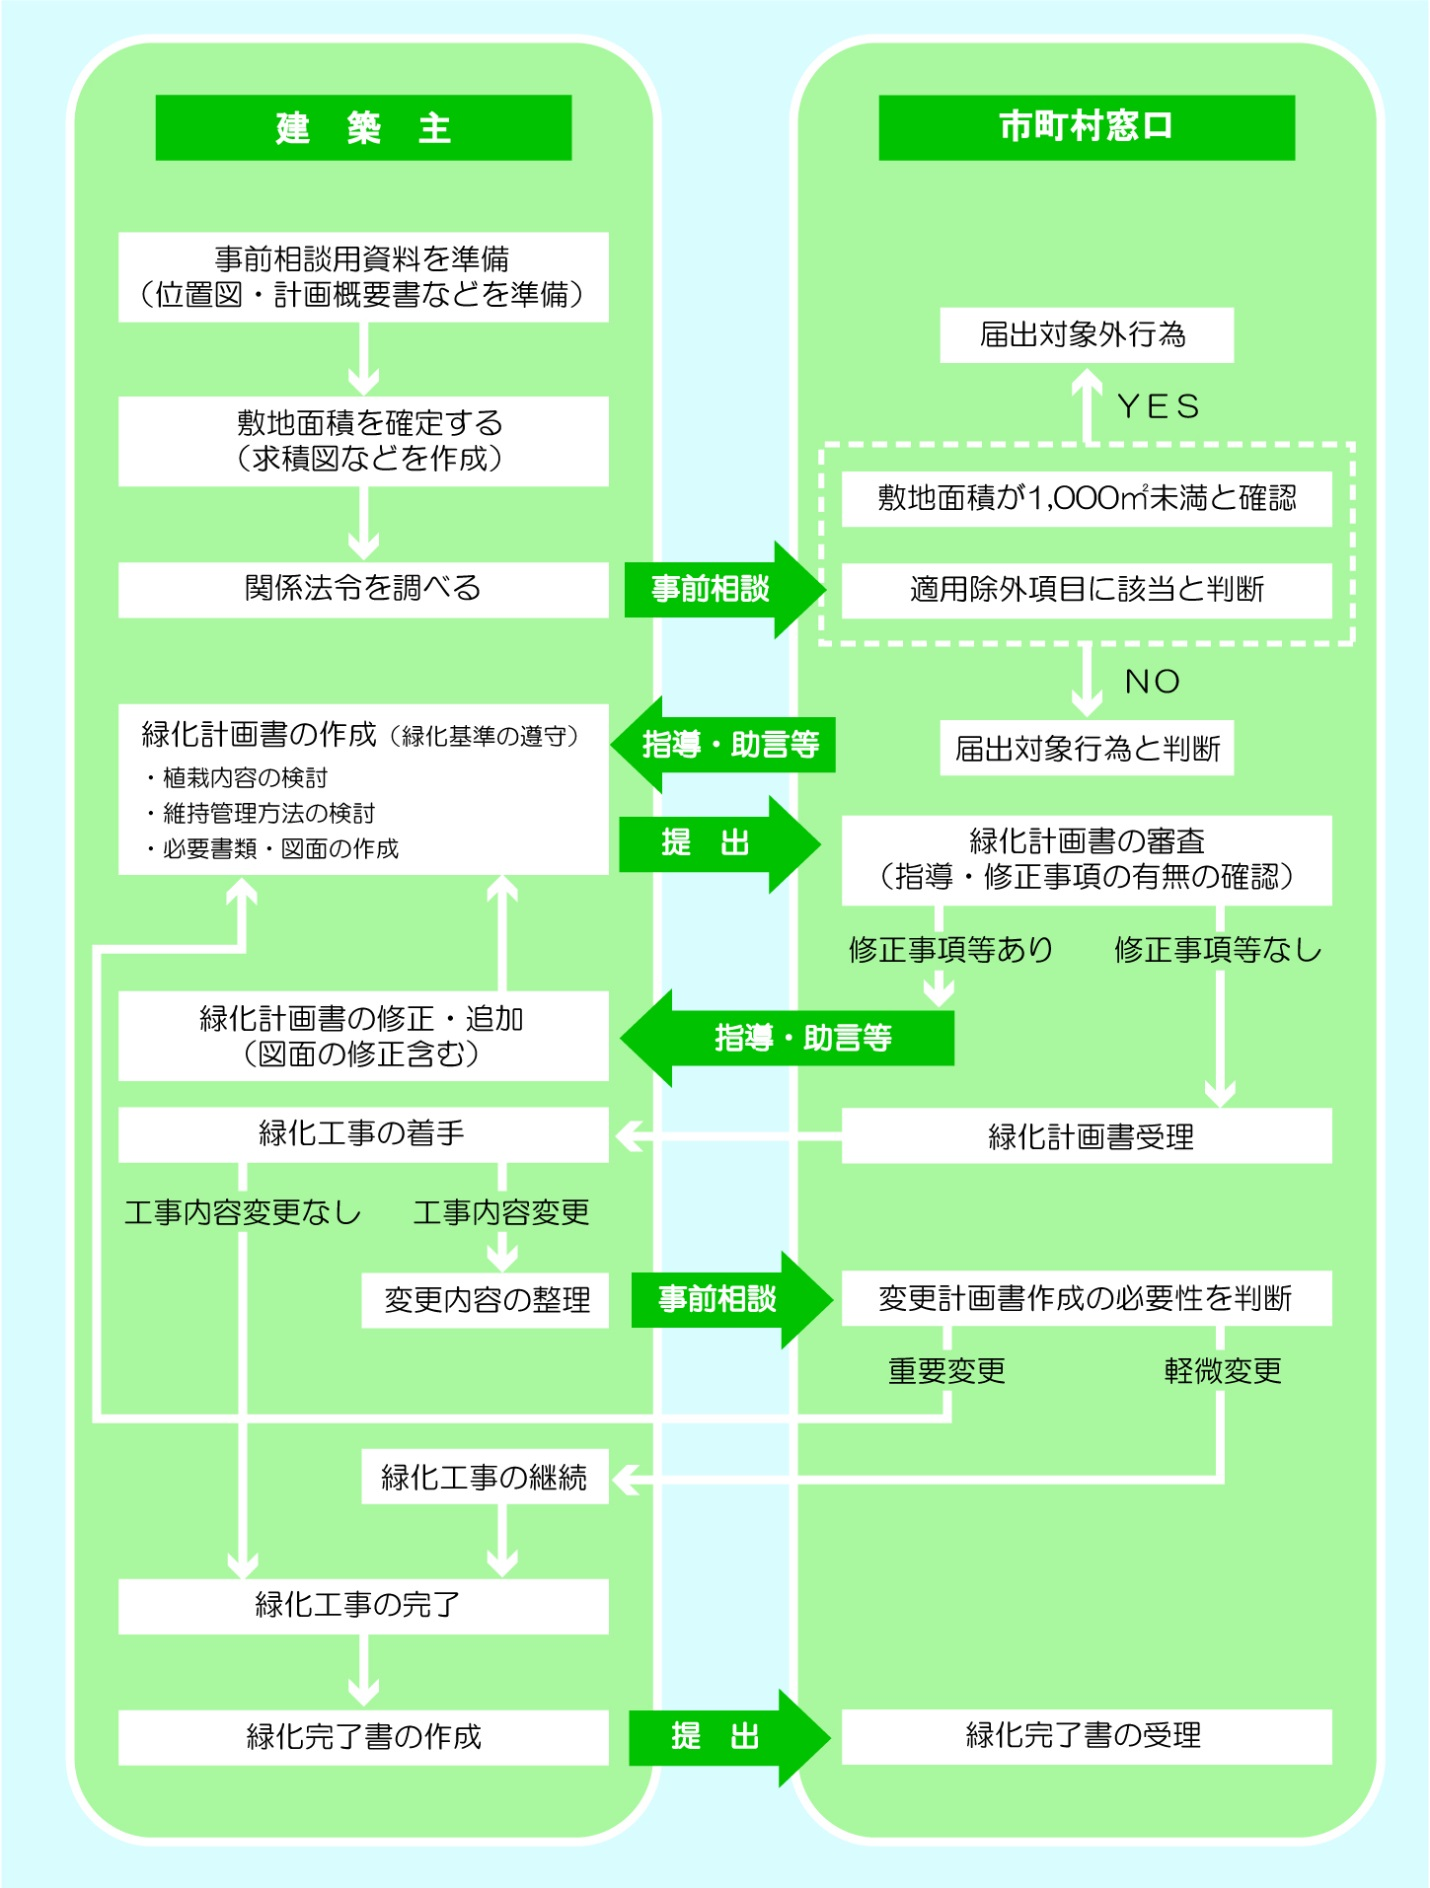 建築主
事前相談用資料を準備
（位置図・計画概要書などを準備）
敷地面積を確定する
（求積図などを作成）
関係法令を調べる
事前相談
市町村窓口
届出対象外行為
YES
敷地面積が1,000㎡未満と確認
適用除外項目に該当と判断
NO
届出対象行為と判断
指導・助言等
緑化計画書の作成（緑化基準の遵守）
・植栽内容の検討
・維持管理方法の検討
・必要書類・図面の作成
提出
緑化計画書の審査
（指導・修正事項の有無の確認）
修正事項等あり
修正事項等なし
指導・助言等
緑化計画書の修正・追加
（図面の修正含む）
緑化計画書受理
緑化工事の着手
工事内容変更なし
工事内容変更
変更内容の整理
事前相談
変更計画書作成の必要性を判断
重要変更
軽微変更
緑化工事の継続
緑化工事の完了
緑化完了書の作成
提出
緑化完了書の受理